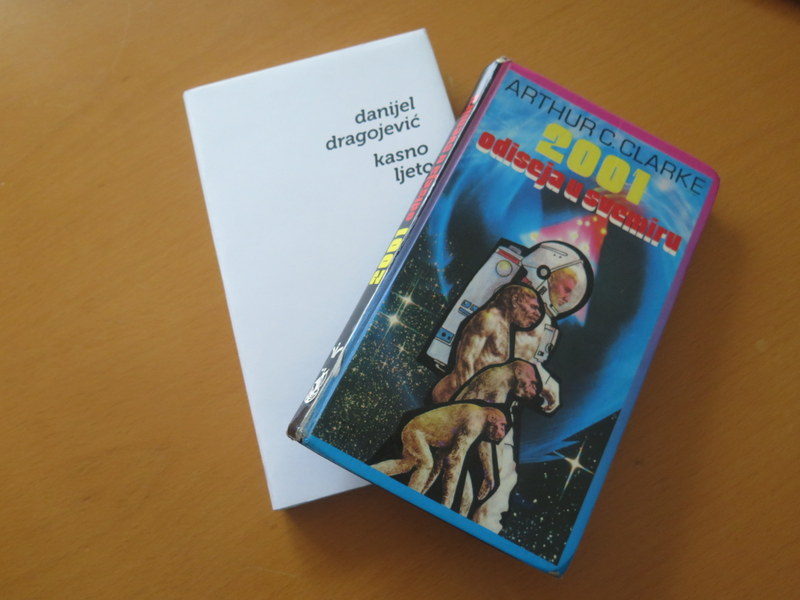 danijel
dragojević
kasno
ljeto
ARTHUR C. CLARKE
2001
odiseja u svemiru
2001